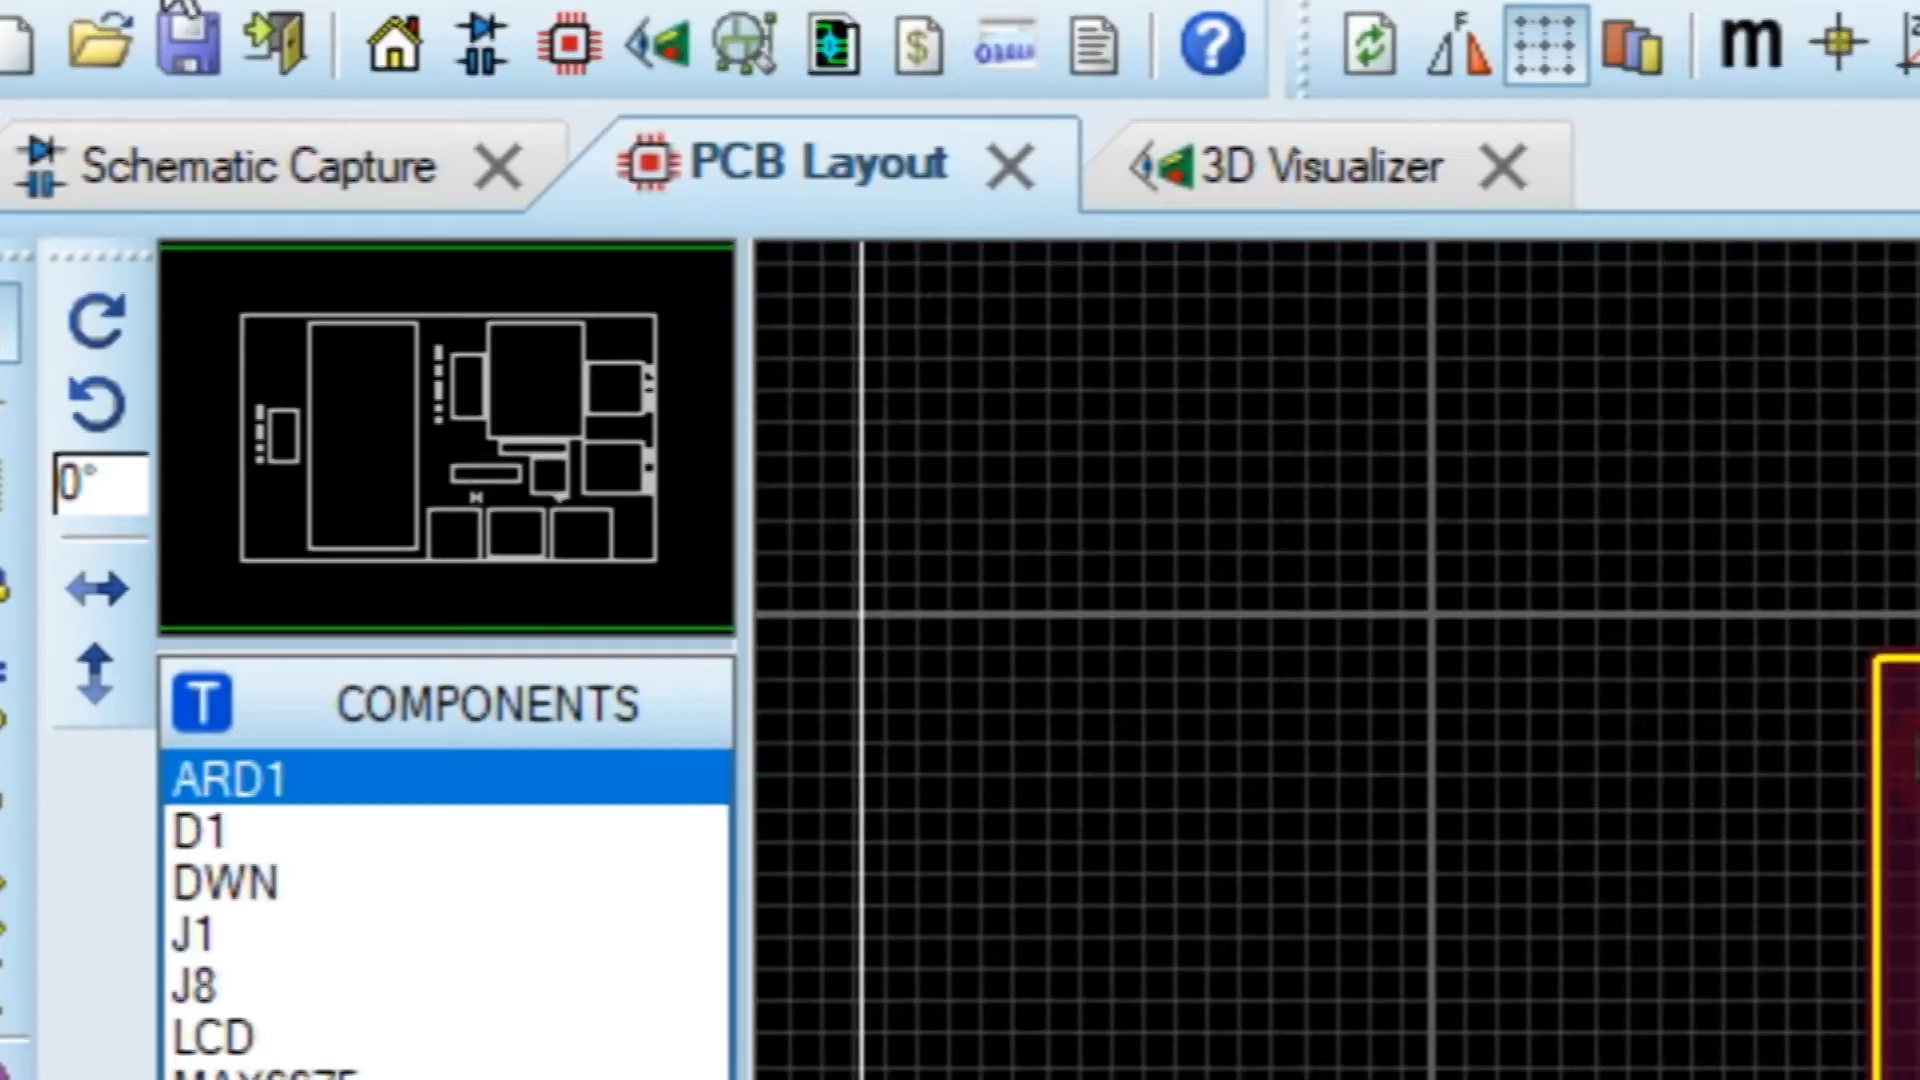 F
$
?
m
Schematic Capture
PCB Layout
3D Visualizer
0°
T COMPONENTS
ARD1
D1
DWN
J1
J8
LCD